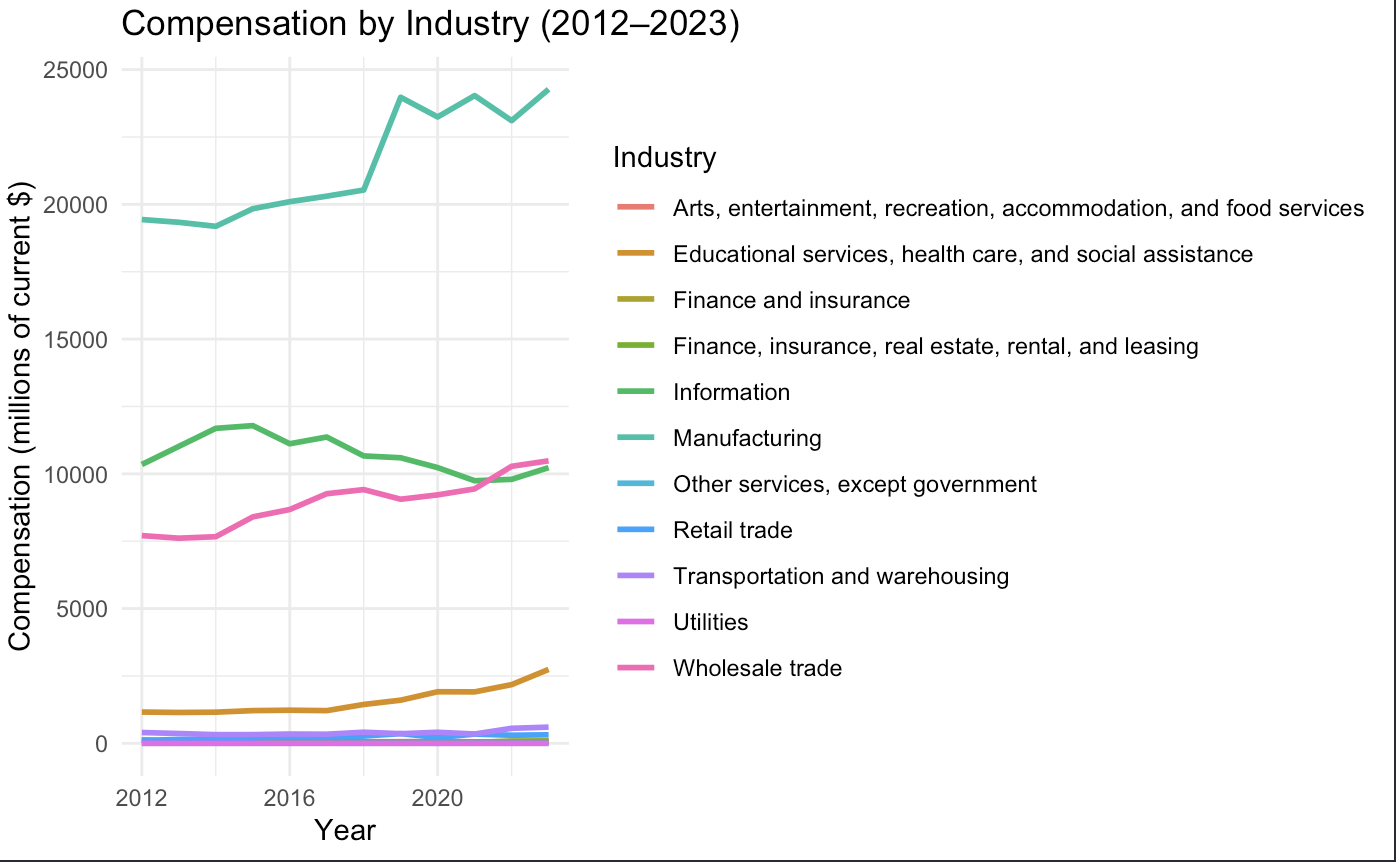 Compensation by Industry (2012–2023)
25000
20000
15000
10000
5000
0
Compensation (millions of current $)
2012 2016 2020
Year
Industry
Arts, entertainment, recreation, accommodation, and food services
Educational services, health care, and social assistance
Finance and insurance
Finance, insurance, real estate, rental, and leasing
Information
Manufacturing
Other services, except government
Retail trade
Transportation and warehousing
Utilities
Wholesale trade